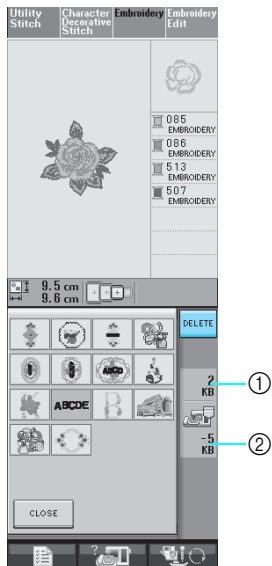 Utility Stitch
Character Decorative Stitch
Embroidery
Embroidery Edit
085
EMBROIDERY
086
EMBROIDERY
513
EMBROIDERY
507
EMBROIDERY
9.5 cm
9.6 cm
DELETE
2 KB
①
-5 KB
②
ABCD
ABCDE
B
CLOSE
?